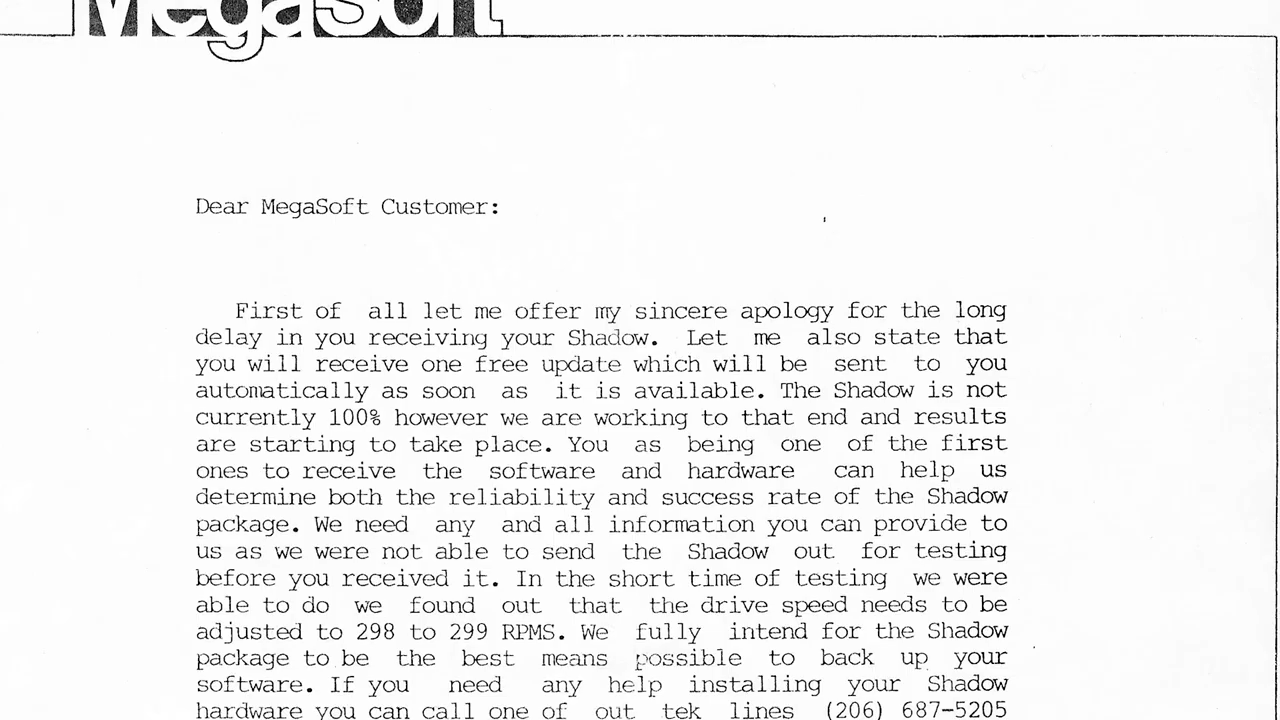 MegaSoft
Dear MegaSoft Customer:
First of all let me offer my sincere apology for the long
delay in you receiving your Shadow. Let me also state that
you will receive one free update which will be sent to you
automatically as soon as it is available. The Shadow is not
currently 100% however we are working to that end and results
are starting to take place. You as being one of the first
ones to receive the software and hardware can help us
determine both the reliability and success rate of the Shadow
package. We need any and all information you can provide to
us as we were not able to send the Shadow out for testing
before you received it. In the short time of testing we were
able to do we found out that the drive speed needs to be
adjusted to 298 to 299 RPMS. We fully intend for the Shadow
package to be the best means possible to back up your
software. If you need any help installing your Shadow
hardware you can call one of out tek lines (206) 687-5205